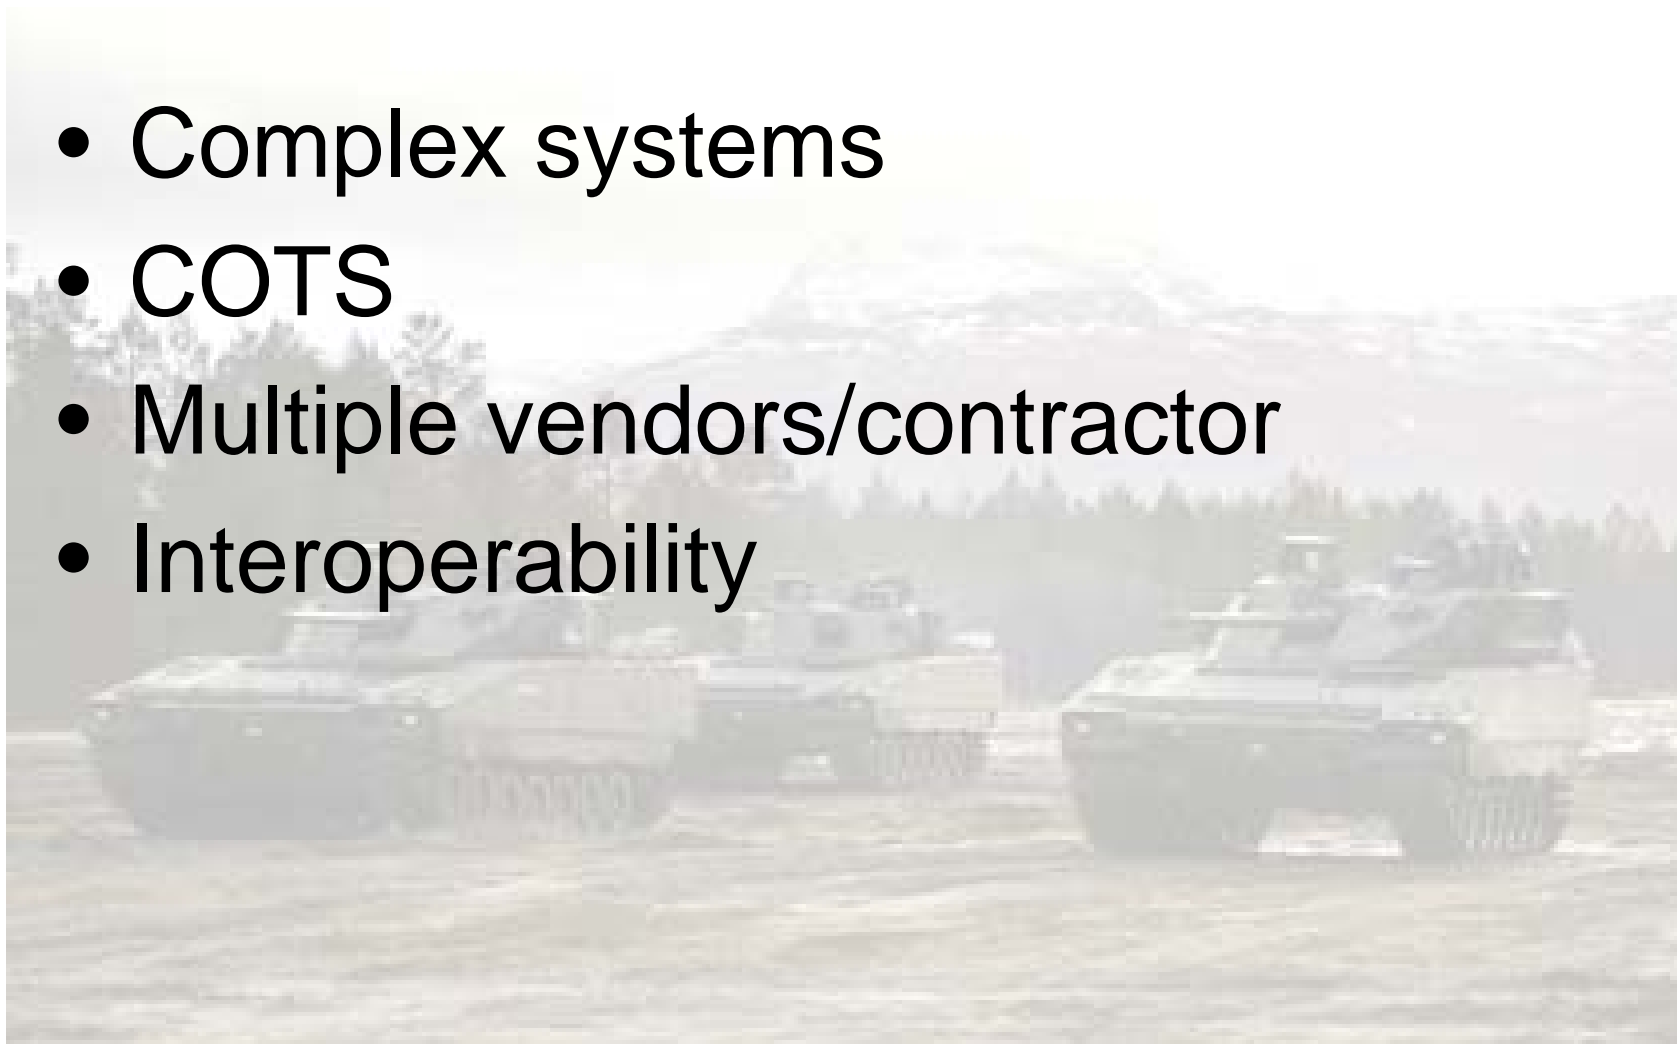 • Complex systems
• COTS
• Multiple vendors/contractor
• Interoperability